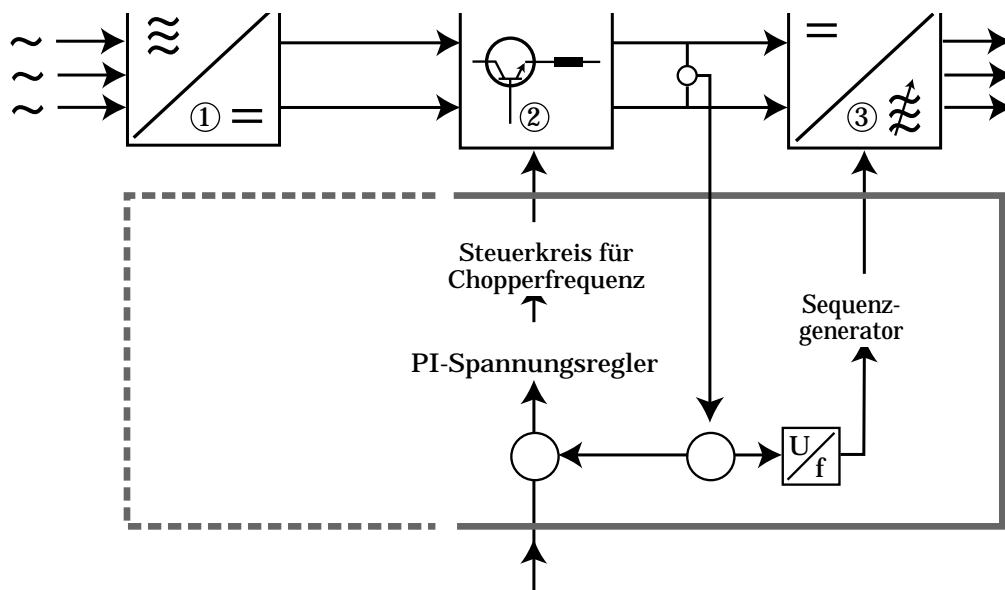 ① ② ③
Steuerkreis für
Chopperfrequenz
Sequenz-
generator
PI-Spannungsregler
U/f